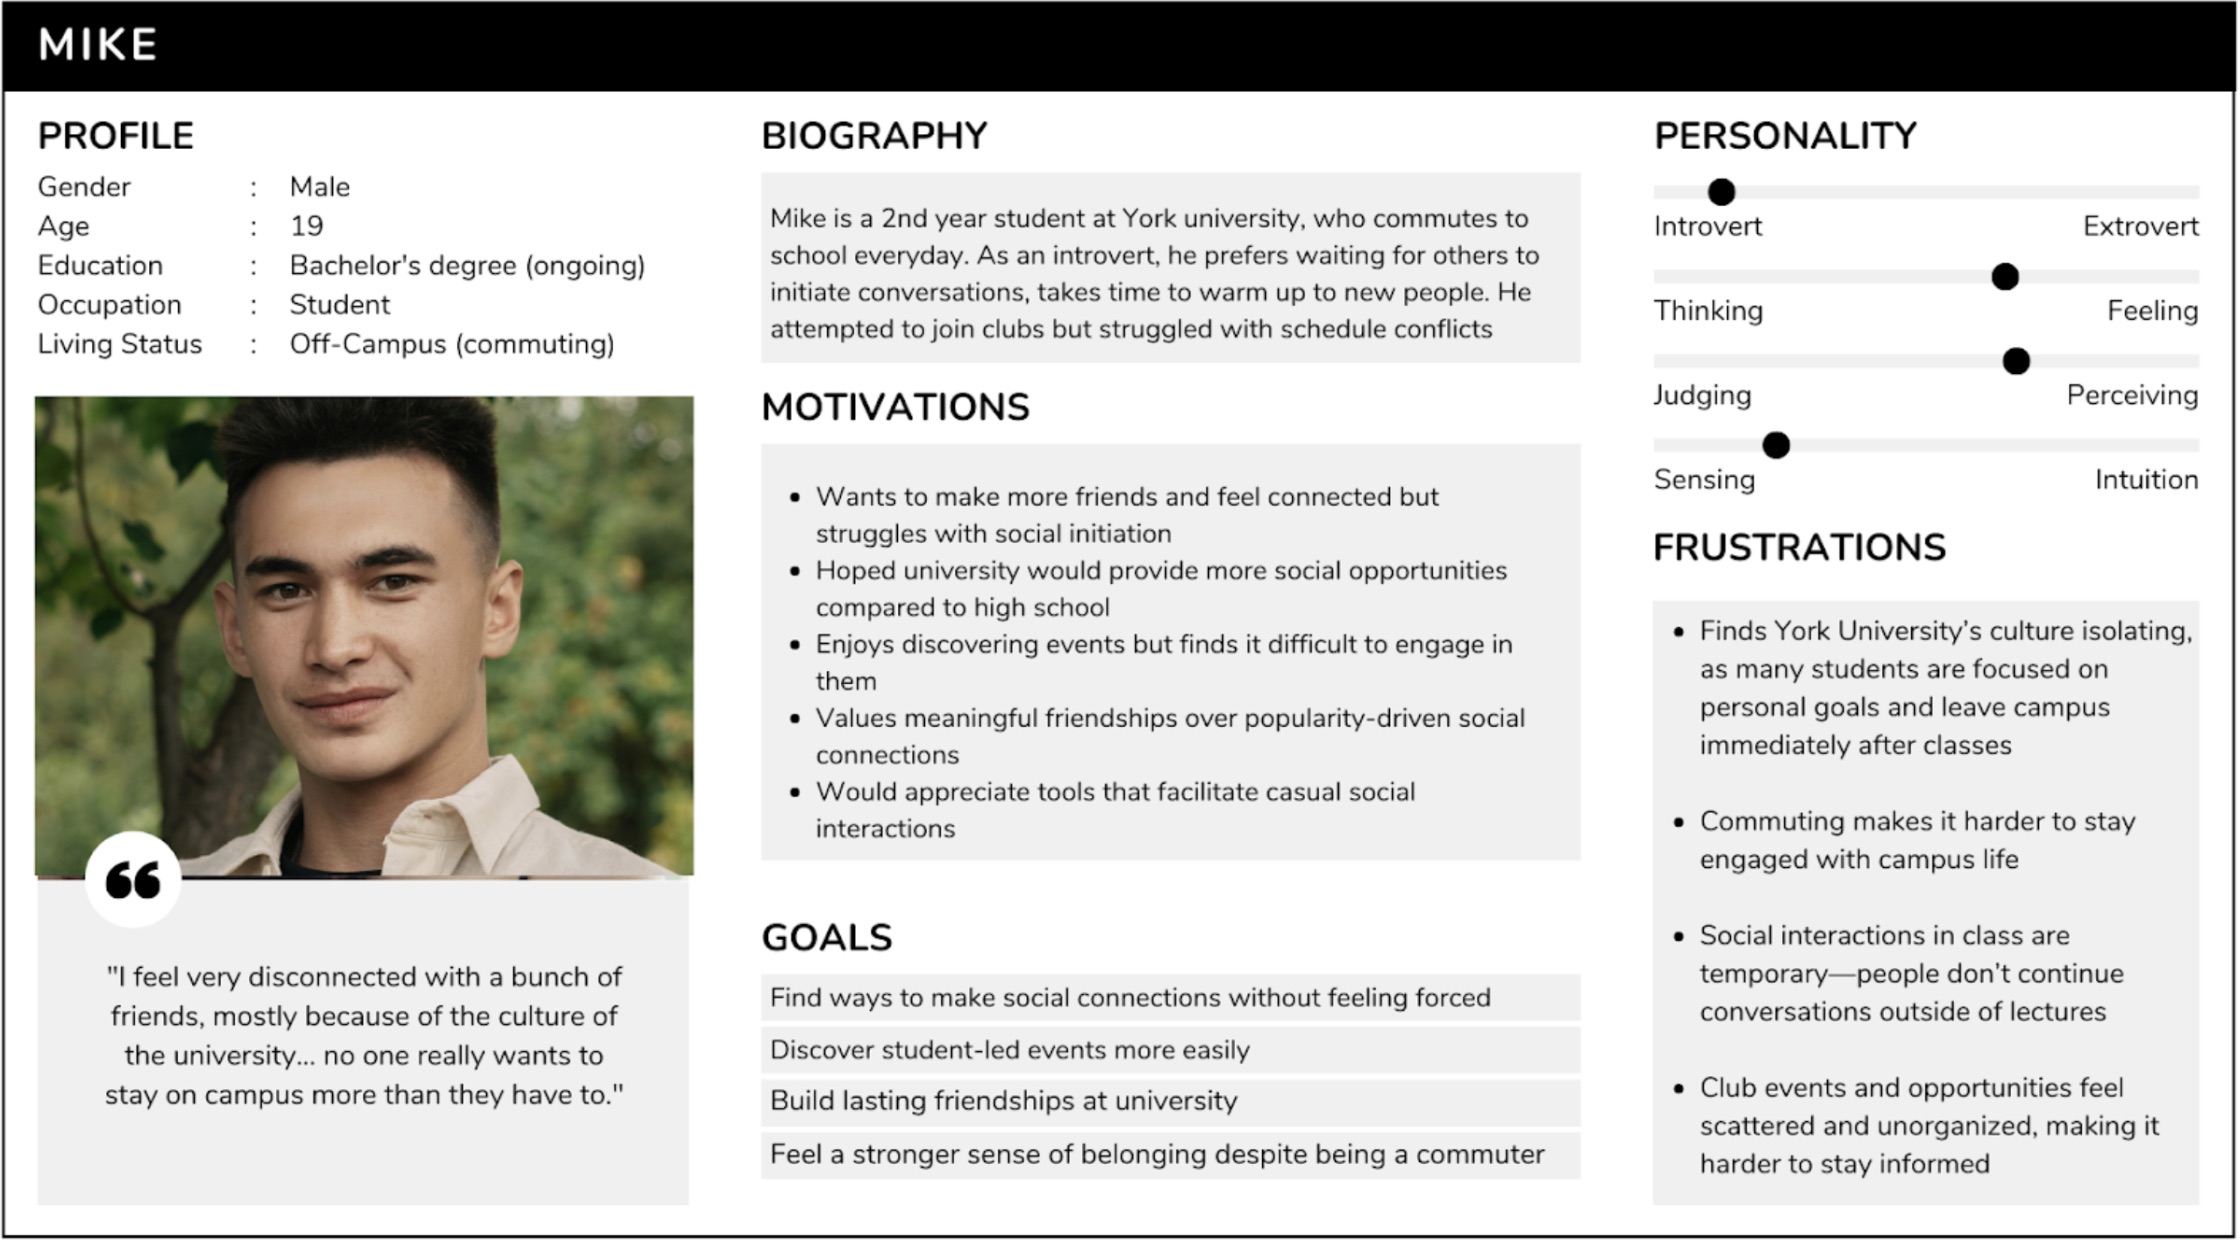 MIKE
PROFILE
Gender : Male
Age : 19
Education : Bachelor's degree (ongoing)
Occupation : Student
Living Status : Off-Campus (commuting)
"I feel very disconnected with a bunch of
friends, mostly because of the culture of
the university... no one really wants to
stay on campus more than they have to."
BIOGRAPHY
Mike is a 2nd year student at York university, who commutes to
school everyday. As an introvert, he prefers waiting for others to
initiate conversations, takes time to warm up to new people. He
attempted to join clubs but struggled with schedule conflicts
MOTIVATIONS
• Wants to make more friends and feel connected but
struggles with social initiation
• Hoped university would provide more social opportunities
compared to high school
• Enjoys discovering events but finds it difficult to engage in
them
• Values meaningful friendships over popularity-driven social
connections
• Would appreciate tools that facilitate casual social
interactions
GOALS
Find ways to make social connections without feeling forced
Discover student-led events more easily
Build lasting friendships at university
Feel a stronger sense of belonging despite being a commuter
PERSONALITY
Introvert Extrovert
Thinking Feeling
Judging Perceiving
Sensing Intuition
FRUSTRATIONS
• Finds York University’s culture isolating,
as many students are focused on
personal goals and leave campus
immediately after classes
• Commuting makes it harder to stay
engaged with campus life
• Social interactions in class are
temporary—people don’t continue
conversations outside of lectures
• Club events and opportunities feel
scattered and unorganized, making it
harder to stay informed